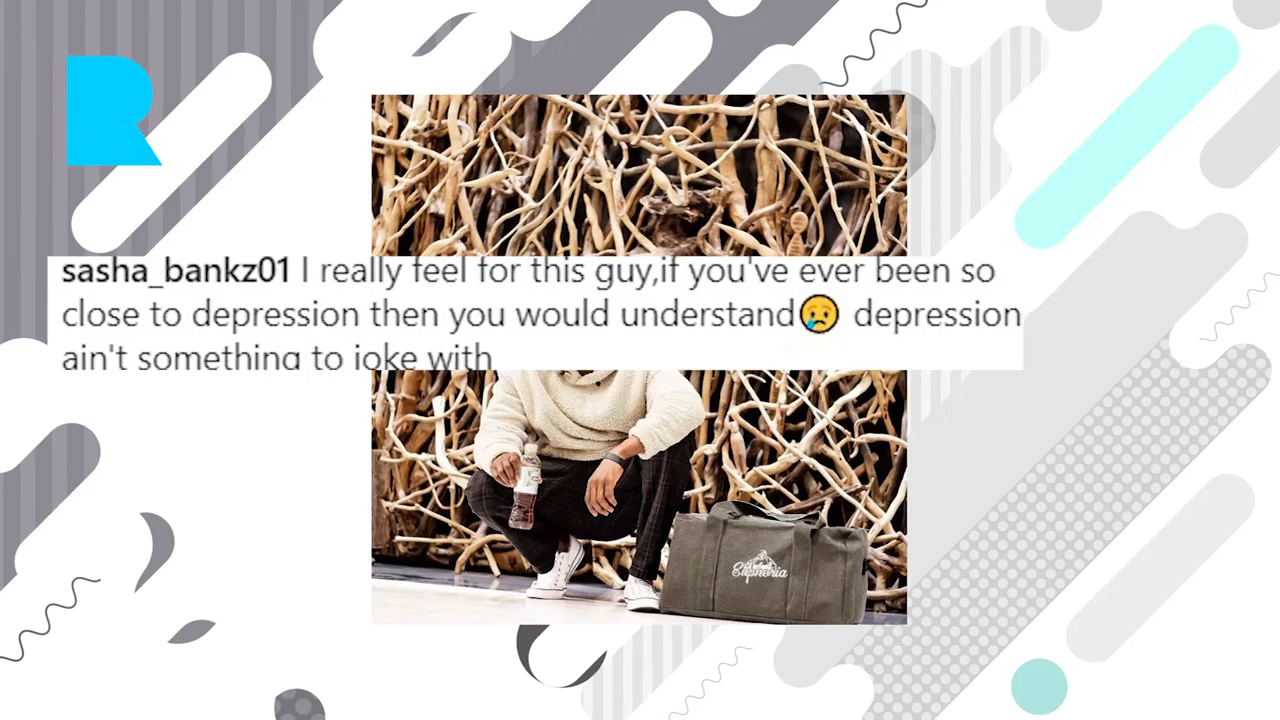 R
sasha_bankz01 I really feel for this guy,if you've ever been so
close to depression then you would understand😢 depression
ain't something to joke with
Euphoria